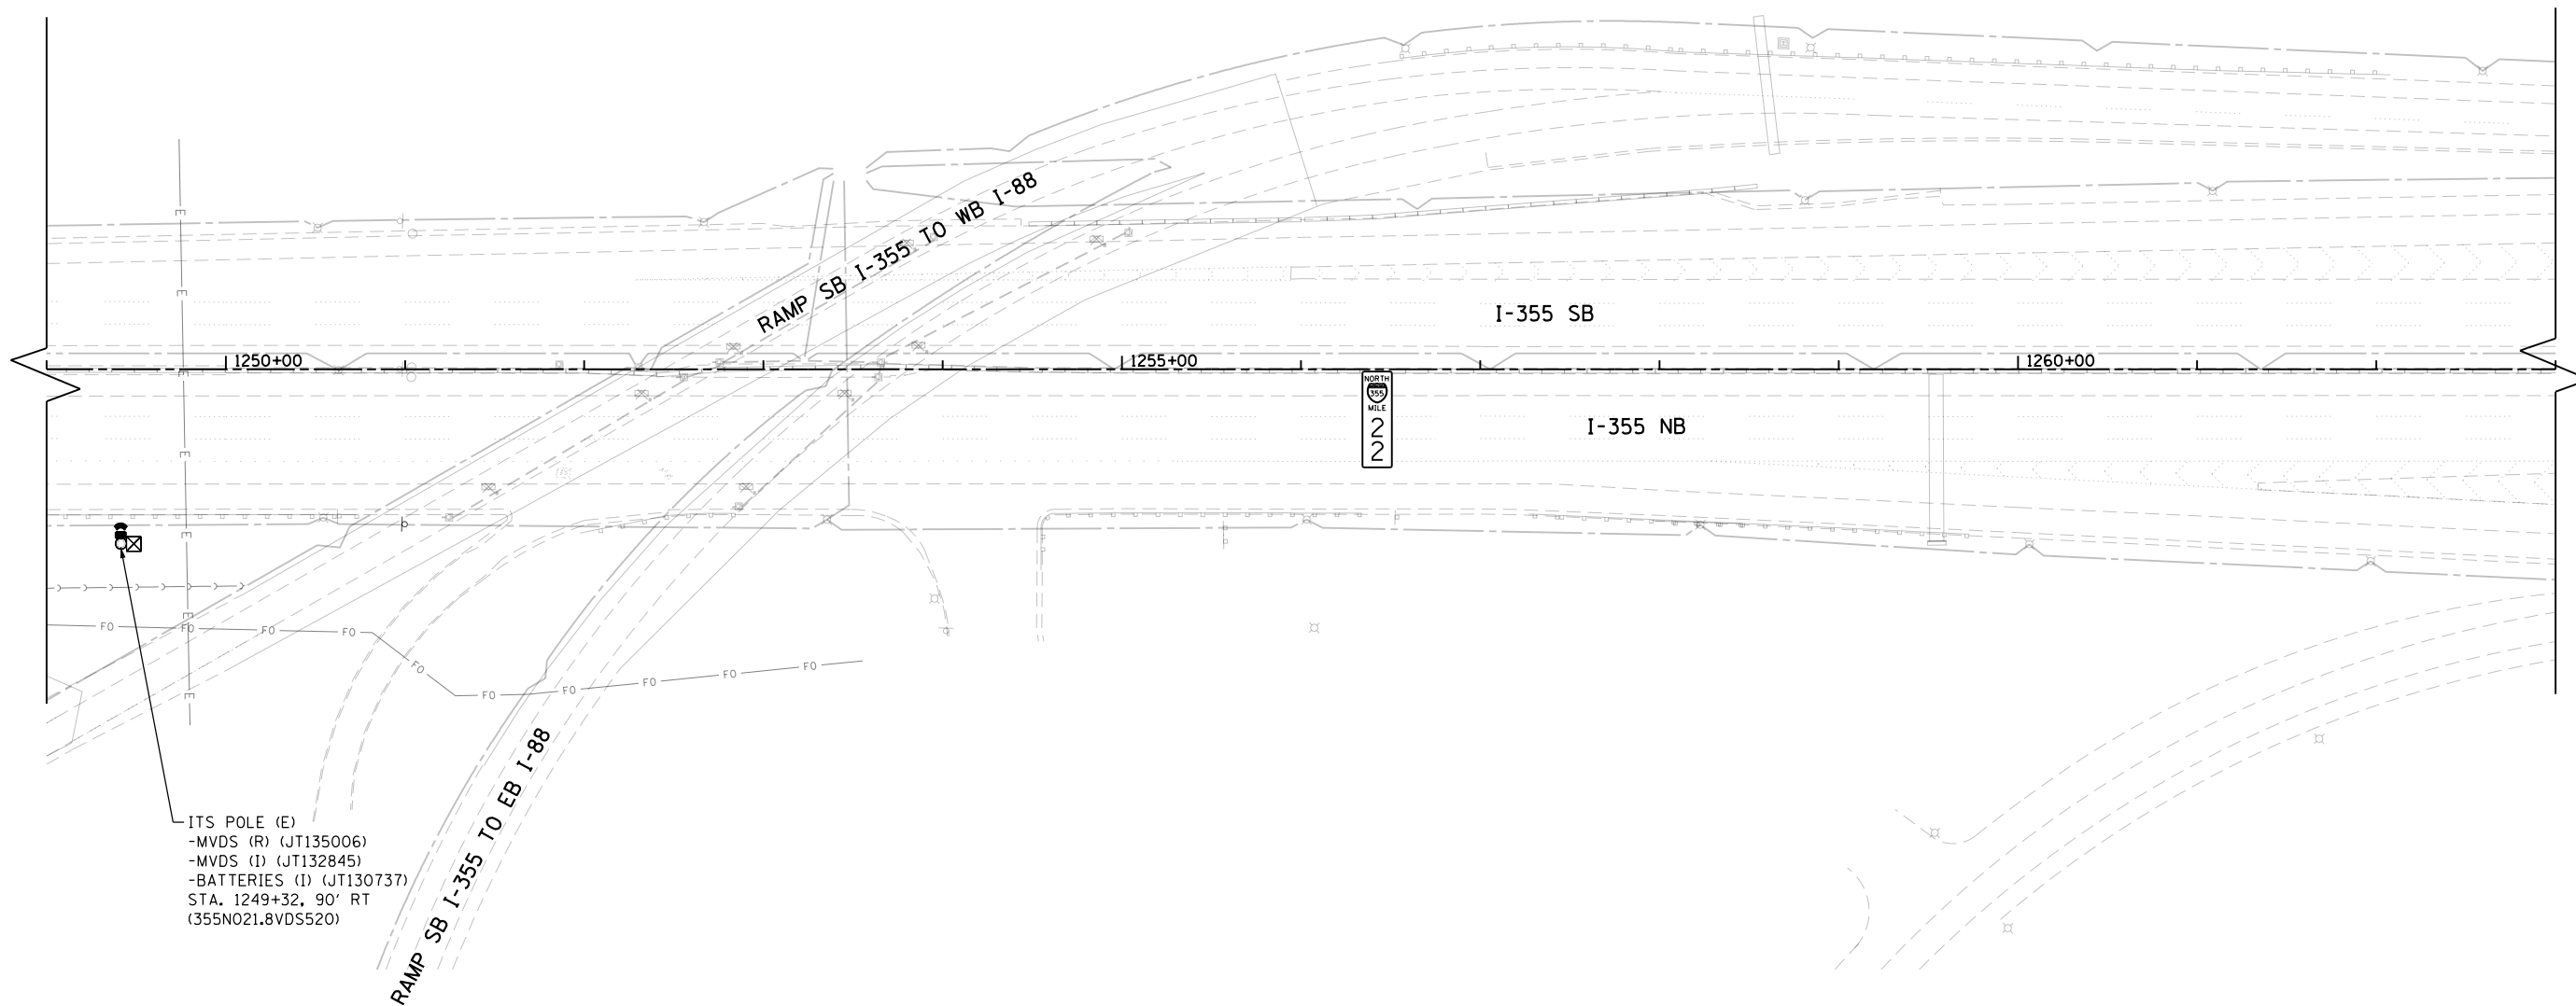 RAMP SB I-355 TO WB I-88
I-355 SB
1250+00
1255+00
1260+00
NORTH
355
MILE
2
2
I-355 NB
E
E
E
E
E
E
E
FO
FO
FO
FO
FO
FO
FO
FO
FO
FO
RAMP SB I-355 TO EB I-88
ITS POLE (E)
-MVDS (R) (JT135006)
-MVDS (I) (JT132845)
-BATTERIES (I) (JT130737)
STA. 1249+32, 90' RT
(355N021.8VDS520)